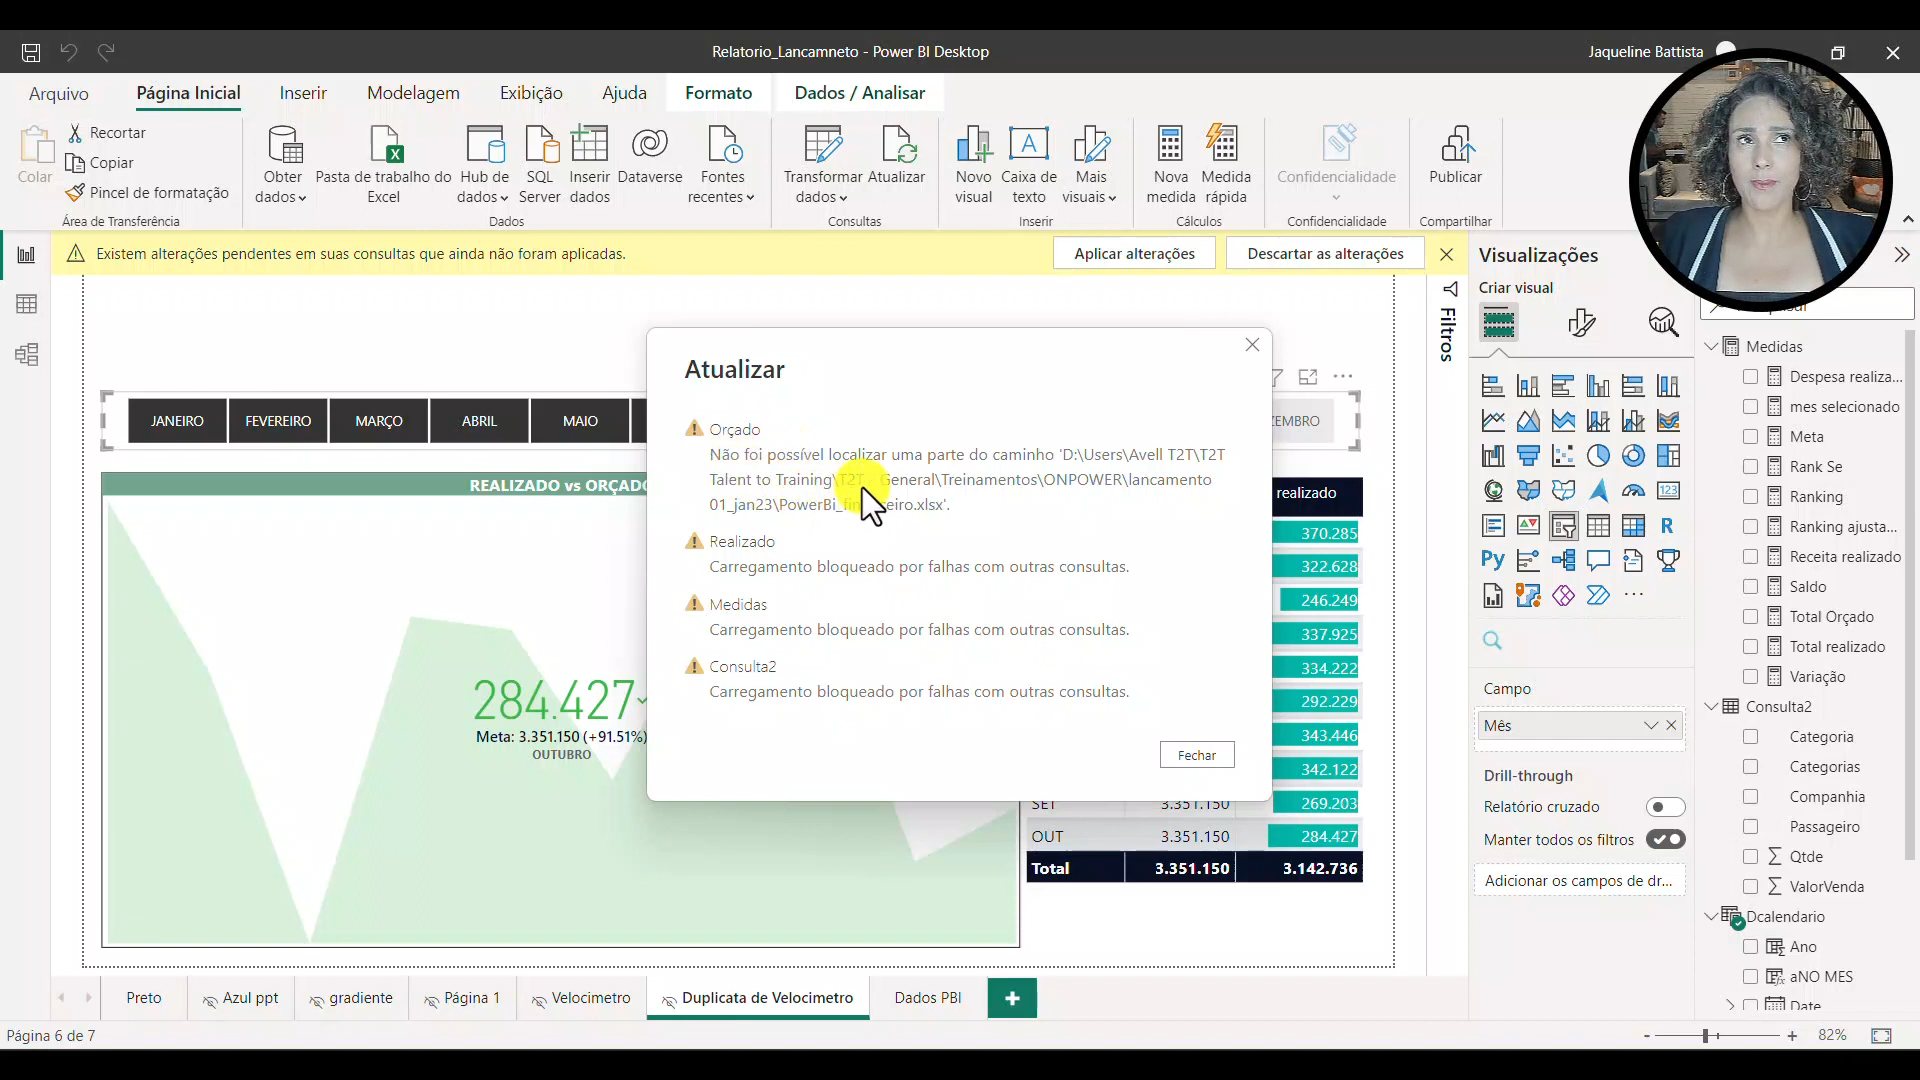 Relatorio_Lancamneto - Power BI Desktop
Jaqueline Battista
Arquivo
Página Inicial
Inserir
Modelagem
Exibição
Ajuda
Formato
Dados / Analisar
Colar
Recortar
Copiar
Pincel de formatação
Área de Transferência
Obter
dados
Pasta de trabalho do
Excel
Hub de
dados
SQL
Server
Inserir
dados
Dataverse
Fontes
recentes
Dados
Transformar
dados
Atualizar
Consultas
Novo
visual
Caixa de
texto
Mais
visuais
Inserir
Nova
medida
Medida
rápida
Cálculos
Confidencialidade
Confidencialidade
Publicar
Compartilhar
Existem alterações pendentes em suas consultas que ainda não foram aplicadas.
Aplicar alterações
Descartar as alterações
JANEIRO
FEVEREIRO
MARÇO
ABRIL
MAIO
EMBRO
REALIZADO vs ORÇADO
284.427
Meta: 3.351.150 (+91.51%)
OUTUBRO
Atualizar
Orçado
Não foi possível localizar uma parte do caminho 'D:\Users\Avell T2T\T2T
Talent to Training\T2T - General\Treinamentos\ONPOWER\lancamento
01_jan23\PowerBi_fin eiro.xlsx'.
Realizado
Carregamento bloqueado por falhas com outras consultas.
Medidas
Carregamento bloqueado por falhas com outras consultas.
Consulta2
Carregamento bloqueado por falhas com outras consultas.
Fechar
realizado
370.285
322.628
246.249
337.925
334.222
292.229
343.446
342.122
SET 3.351.150 269.203
OUT 3.351.150 284.427
Total 3.351.150 3.142.736
Filtros
Visualizações
Criar visual
R
Py
123
Campo
Mês
Drill-through
Relatório cruzado
Manter todos os filtros
Adicionar os campos de dr...
Medidas
Despesa realiza...
mes selecionado
Meta
Rank Se
Ranking
Ranking ajusta...
Receita realizado
Saldo
Total Orçado
Total realizado
Variação
Consulta2
Categoria
Categorias
Companhia
Passageiro
Qtde
ValorVenda
Dcalendario
Ano
aNO MES
Date
Preto
Azul ppt
gradiente
Página 1
Velocimetro
Duplicata de Velocimetro
Dados PBI
Página 6 de 7
82%